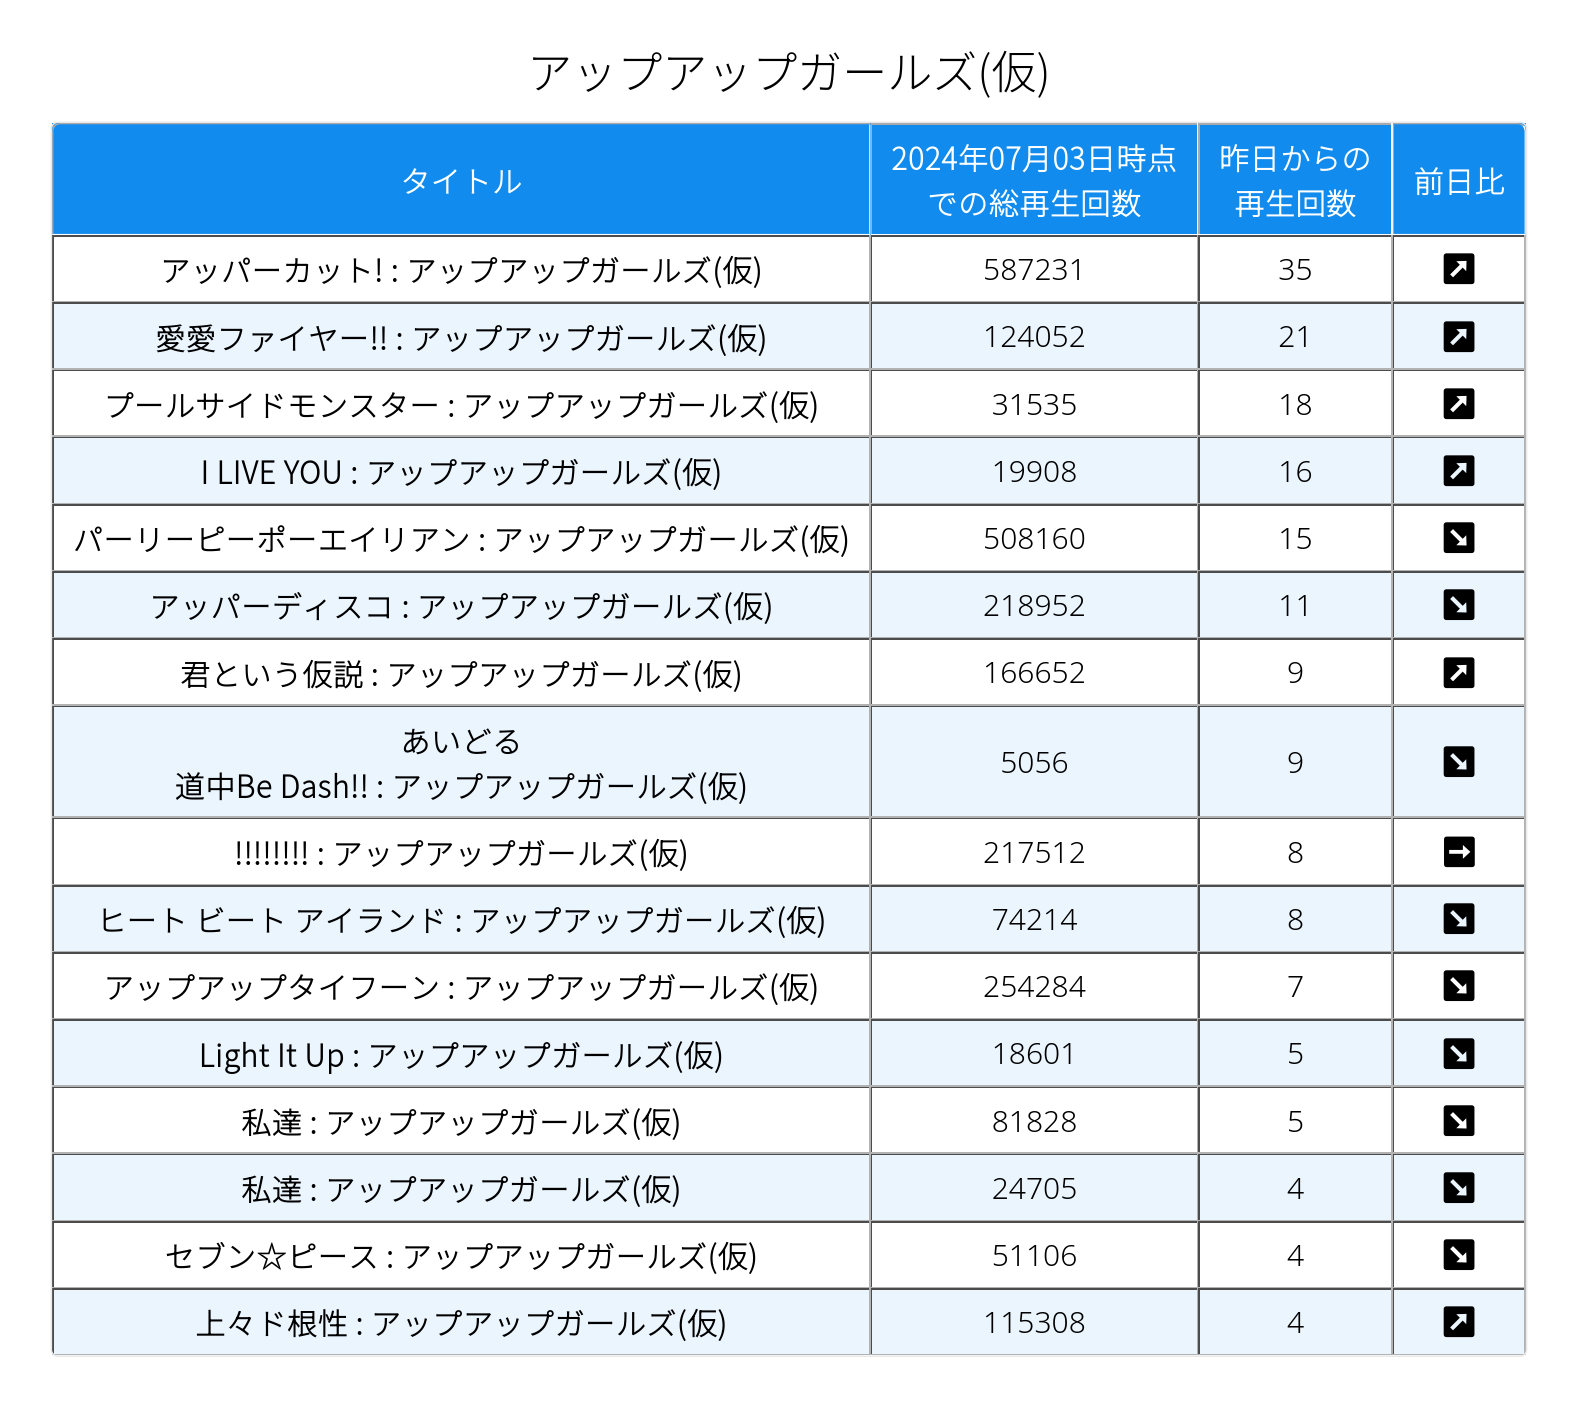 アップアップガールズ(仮)
タイトル
2024年07月03日時点
での総再生回数
昨日からの
再生回数
前日比
アッパーカット! : アップアップガールズ(仮) 587231 35 ↗
愛愛ファイヤー!! : アップアップガールズ(仮) 124052 21 ↗
プールサイドモンスター : アップアップガールズ(仮) 31535 18 ↗
I LIVE YOU : アップアップガールズ(仮) 19908 16 ↗
パーリーピーポーエイリアン : アップアップガールズ(仮) 508160 15 ↘
アッパーディスコ : アップアップガールズ(仮) 218952 11 ↘
君という仮説 : アップアップガールズ(仮) 166652 9 ↗
あいどる
道中Be Dash!! : アップアップガールズ(仮) 5056 9 ↘
!!!!!!!! : アップアップガールズ(仮) 217512 8 →
ヒート ビート アイランド : アップアップガールズ(仮) 74214 8 ↘
アップアップタイフーン : アップアップガールズ(仮) 254284 7 ↘
Light It Up : アップアップガールズ(仮) 18601 5 ↘
私達 : アップアップガールズ(仮) 81828 5 ↘
私達 : アップアップガールズ(仮) 24705 4 ↘
セブン☆ピース : アップアップガールズ(仮) 51106 4 ↘
上々ド根性 : アップアップガールズ(仮) 115308 4 ↗